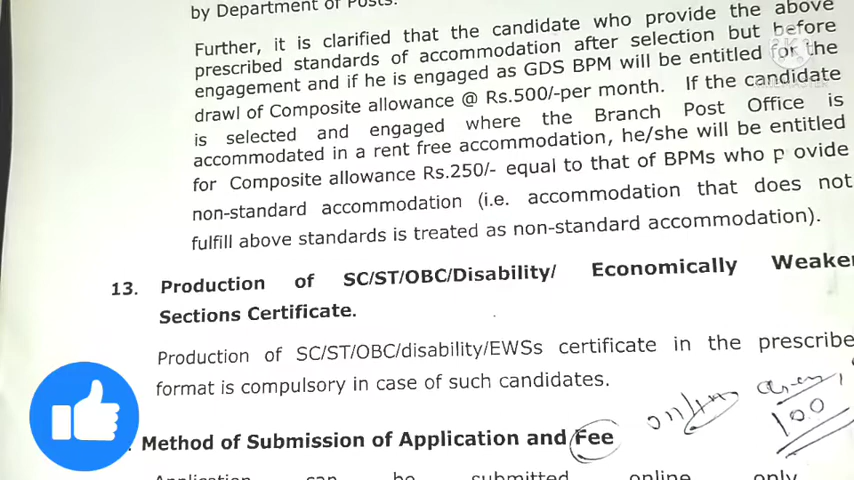 by Department of Posts.
Further, it is clarified that the candidate who provide the above
prescribed standards of accommodation after selection but before
engagement and if he is engaged as GDS BPM will be entitled for the
drawl of Composite allowance @ Rs.500/-per month. If the candidate
is selected and engaged where the Branch Post Office is
accommodated in a rent free accommodation, he/she will be entitled
for Composite allowance Rs.250/- equal to that of BPMs who provide
non-standard accommodation (i.e. accommodation that does not
fulfill above standards is treated as non-standard accommodation).
13. Production of SC/ST/OBC/Disability/ Economically Weaker
Sections Certificate.
Production of SC/ST/OBC/disability/EWSs certificate in the prescribe
format is compulsory in case of such candidates.
Method of Submission of Application and Fee
100
Application can be submitted online only